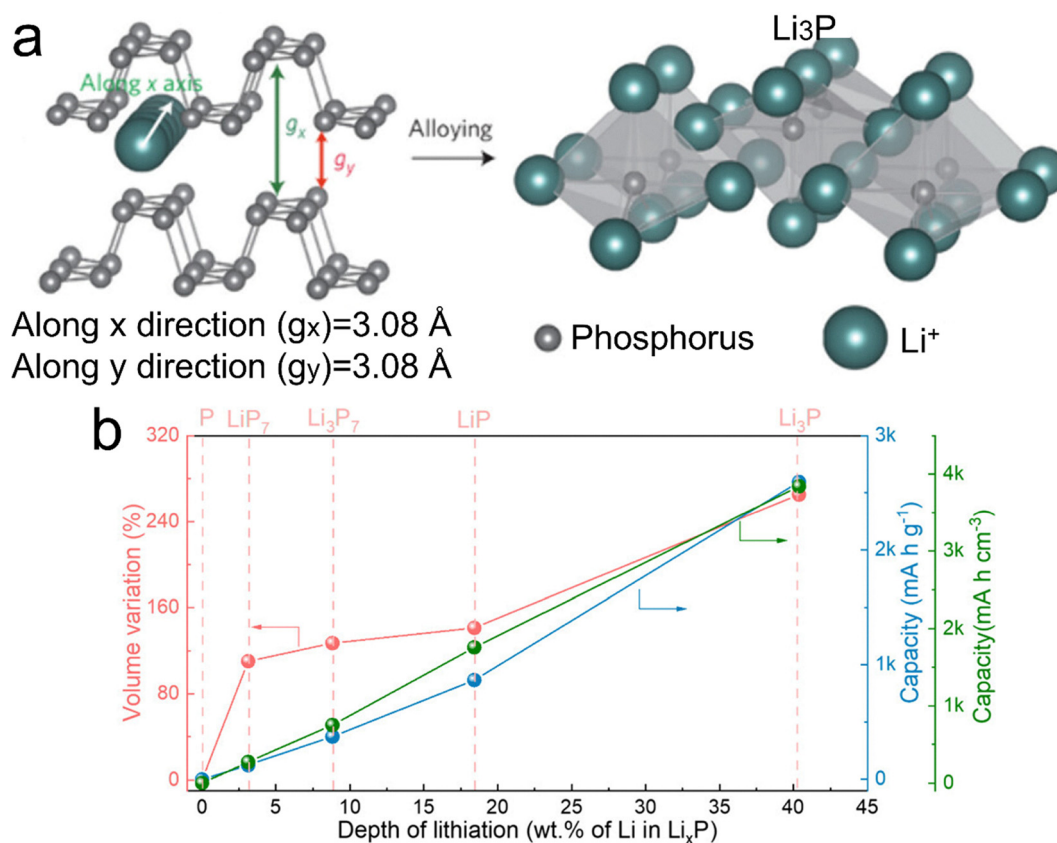 a
Along x axis
gₓ
gᵧ
Alloying
Li₃P
Along x direction (gₓ)=3.08 Å
Along y direction (gᵧ)=3.08 Å
Phosphorus
Li⁺
b
P
LiP₇
Li₃P₇
LiP
Li₃P
320
240
160
80
0
Volume variation (%)
3k
2k
1k
0
Capacity (mA h g⁻¹)
4k
3k
2k
1k
0
Capacity(mA h cm⁻³)
0 5 10 15 20 25 30 35 40 45
Depth of lithiation (wt.% of Li in LiₓP)